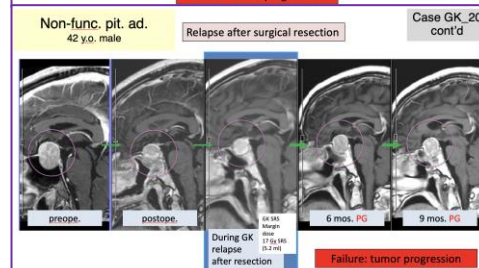 Non-func. pit. ad.
42 y.o. male
Relapse after surgical resection
Case GK_20
cont'd
preope.
postope.
During GK
relapse
after resection
GK SRS
Margin
dose
17 Gy SRS
(5.2 ml)
6 mos. PG
9 mos. PG
Failure: tumor progression